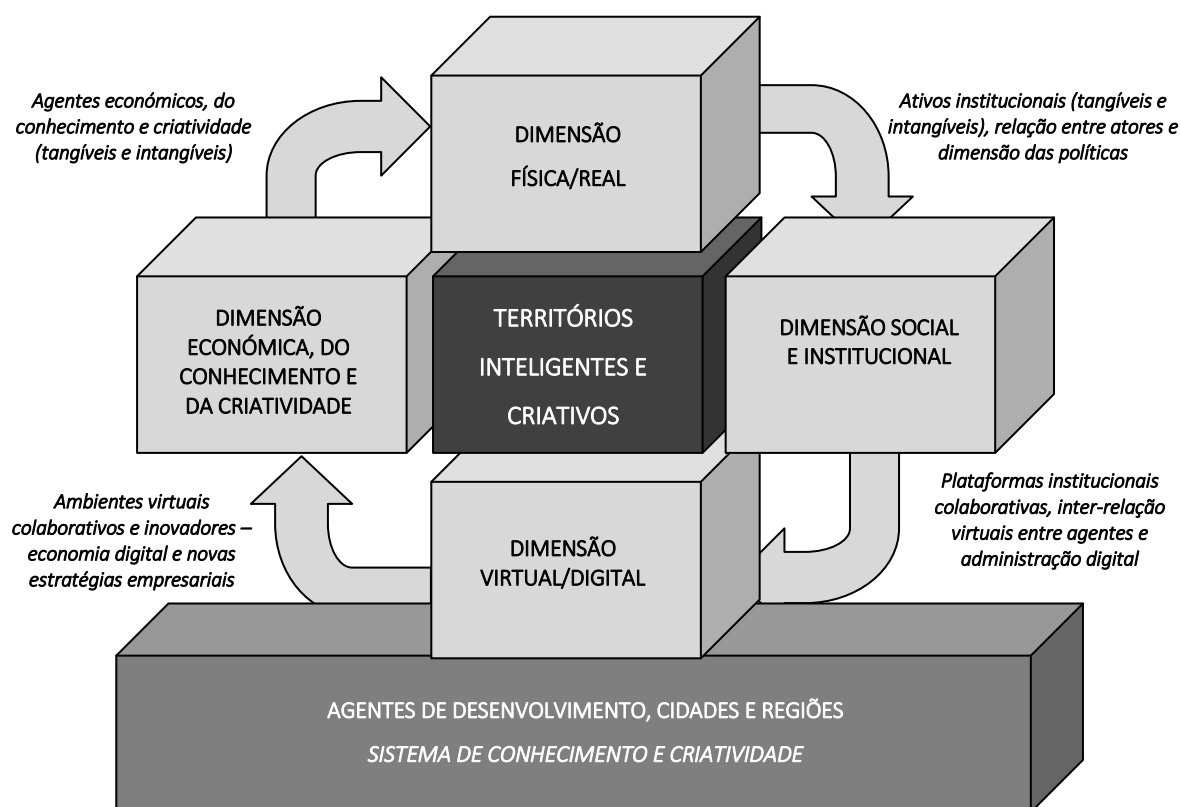 Agentes económicos, do
conhecimento e criatividade
(tangíveis e intangíveis)
DIMENSÃO
FÍSICA/REAL
Ativos institucionais (tangíveis e
intangíveis), relação entre atores e
dimensão das políticas
DIMENSÃO
ECONÓMICA, DO
CONHECIMENTO E
DA CRIATIVIDADE
TERRITÓRIOS
INTELIGENTES E
CRIATIVOS
DIMENSÃO SOCIAL
E INSTITUCIONAL
Ambientes virtuais
colaborativos e inovadores –
economia digital e novas
estratégias empresariais
DIMENSÃO
VIRTUAL/DIGITAL
Plataformas institucionais
colaborativas, inter-relação
virtuais entre agentes e
administração digital
AGENTES DE DESENVOLVIMENTO, CIDADES E REGIÕES
SISTEMA DE CONHECIMENTO E CRIATIVIDADE